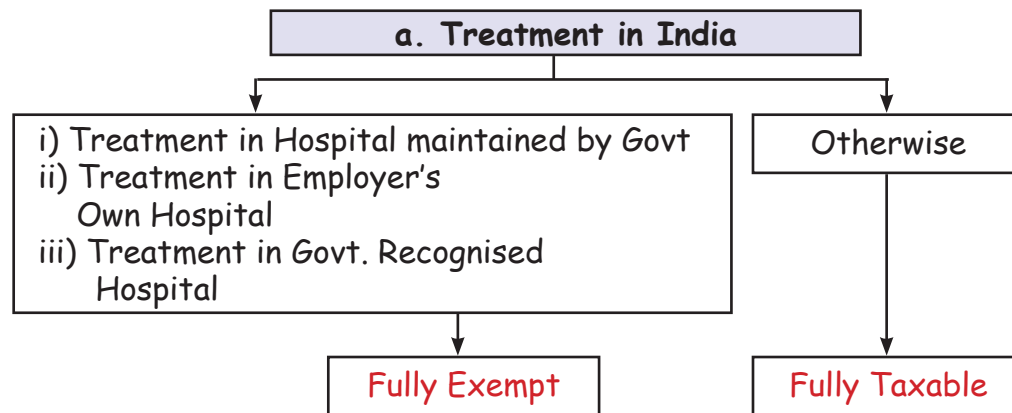 a. Treatment in India
i) Treatment in Hospital maintained by Govt
ii) Treatment in Employer's
Own Hospital
iii) Treatment in Govt. Recognised
Hospital
Otherwise
Fully Exempt
Fully Taxable